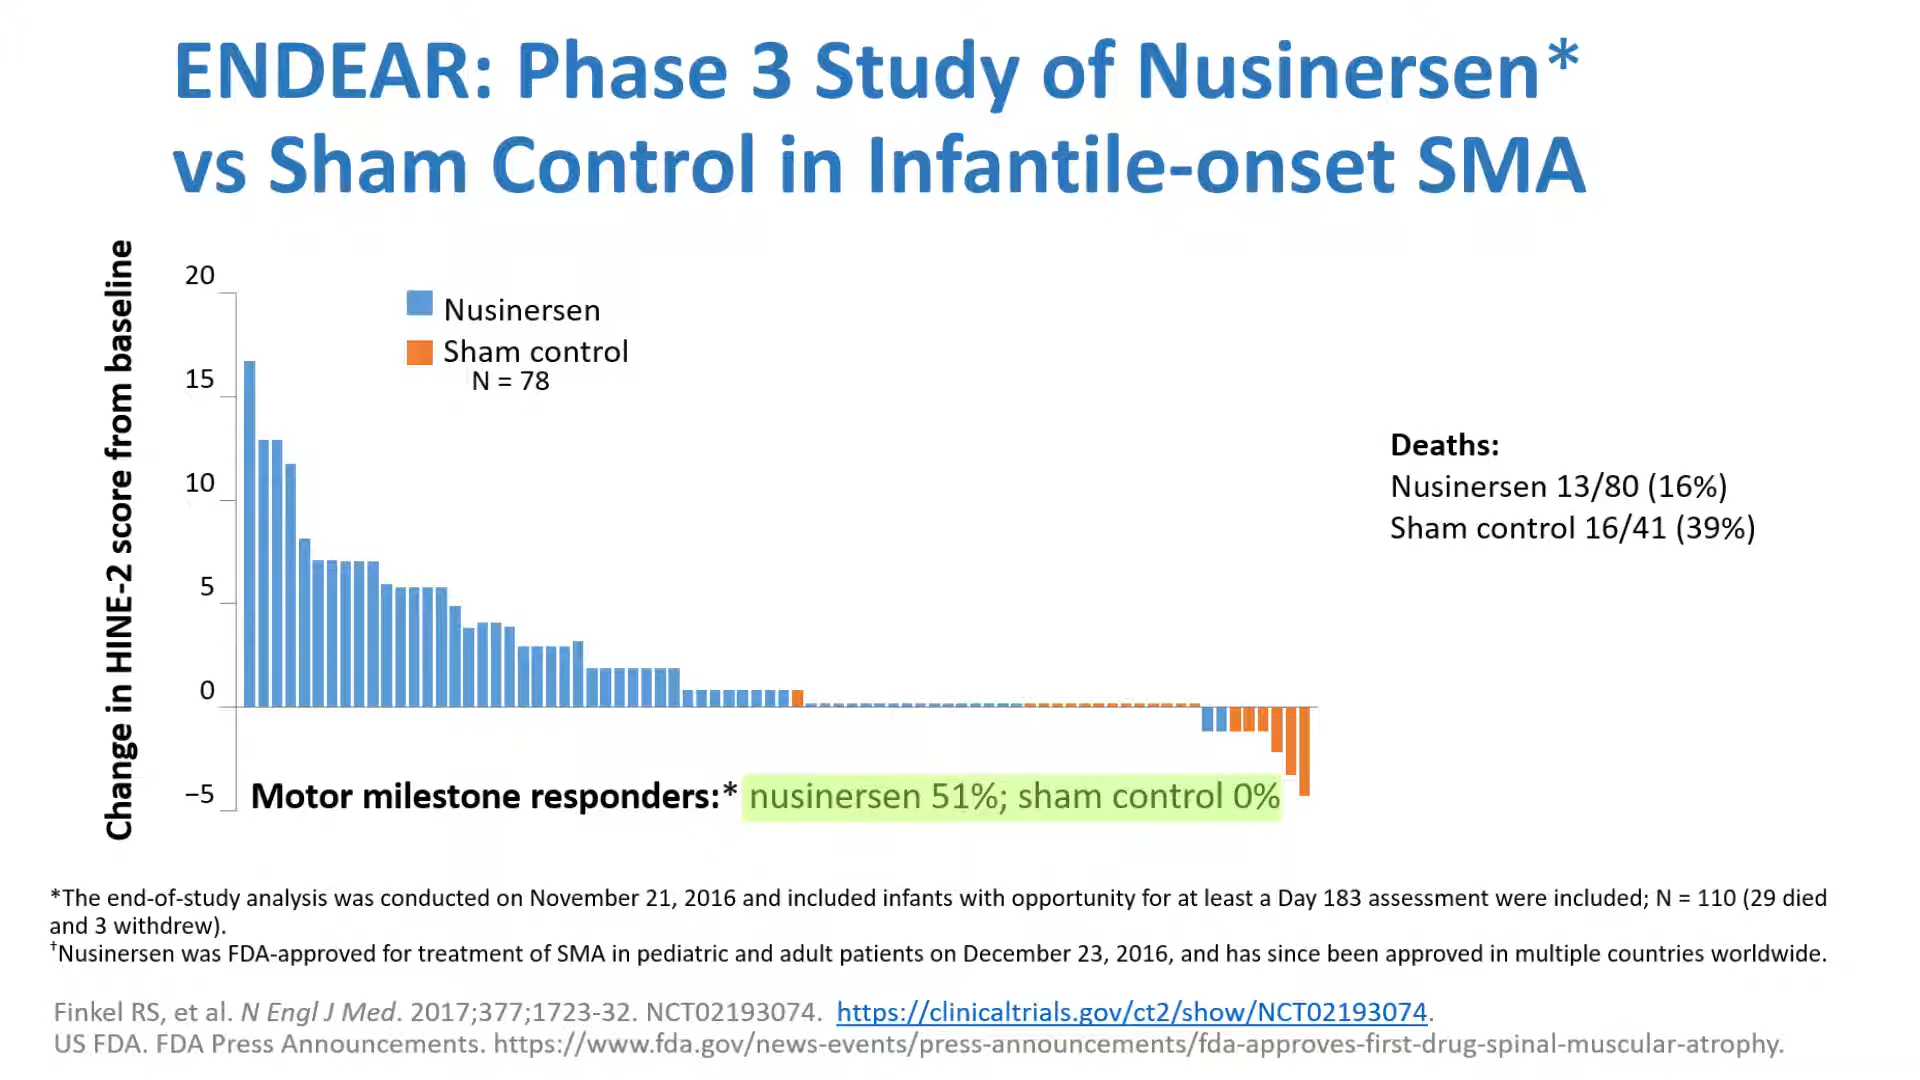 ENDEAR: Phase 3 Study of Nusinersen*
vs Sham Control in Infantile-onset SMA
Change in HINE-2 score from baseline
20
15
10
5
0
−5
Nusinersen
Sham control
N = 78
Deaths:
Nusinersen 13/80 (16%)
Sham control 16/41 (39%)
Motor milestone responders:* nusinersen 51%; sham control 0%
*The end-of-study analysis was conducted on November 21, 2016 and included infants with opportunity for at least a Day 183 assessment were included; N = 110 (29 died
and 3 withdrew).
†Nusinersen was FDA-approved for treatment of SMA in pediatric and adult patients on December 23, 2016, and has since been approved in multiple countries worldwide.
Finkel RS, et al. N Engl J Med. 2017;377;1723-32. NCT02193074. https://clinicaltrials.gov/ct2/show/NCT02193074.
US FDA. FDA Press Announcements. https://www.fda.gov/news-events/press-announcements/fda-approves-first-drug-spinal-muscular-atrophy.